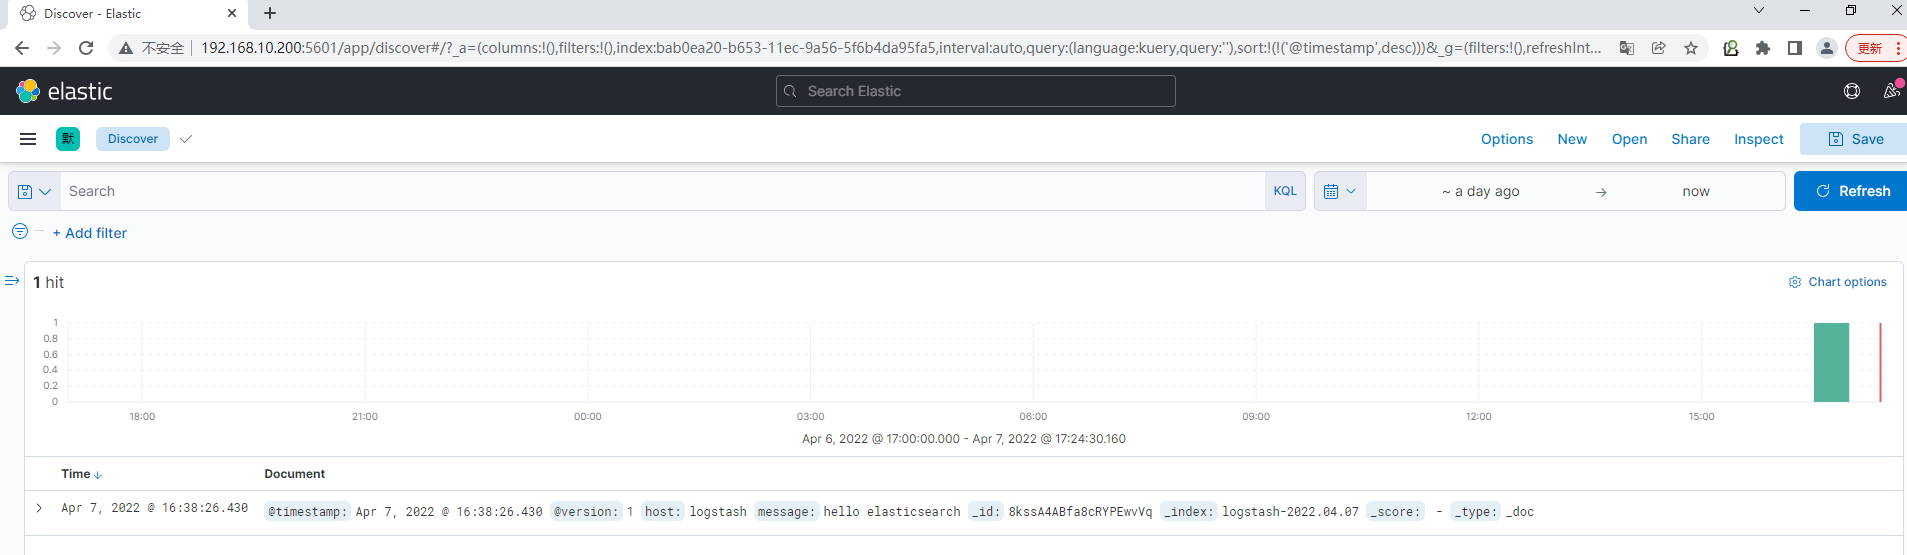 Discover - Elastic
不安全 192.168.10.200:5601/app/discover#/?_a=(columns:!(),filters:!(),index:bab0ea20-b653-11ec-9a56-5f6b4da95fa5,interval:auto,query:(language:kuery,query:''),sort:!(!('@timestamp',desc)))&_g=(filters:!(),refreshInt... 更新
elastic Search Elastic
默 Discover Options New Open Share Inspect Save
Search KQL ~ a day ago → now Refresh
+ Add filter
1 hit Chart options
1
0.8
0.6
0.4
0.2
0
18:00 21:00 00:00 03:00 06:00 09:00 12:00 15:00
Apr 6, 2022 @ 17:00:00.000 - Apr 7, 2022 @ 17:24:30.160
Time ↓ Document
Apr 7, 2022 @ 16:38:26.430 @timestamp: Apr 7, 2022 @ 16:38:26.430 @version: 1 host: logstash message: hello elasticsearch _id: 8kssA4ABfa8cRYPEwvVq _index: logstash-2022.04.07 _score: - _type: _doc